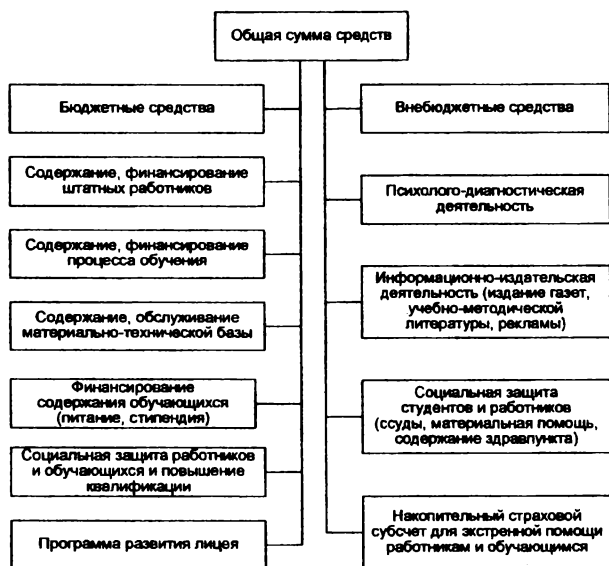 Общая сумма средств
Бюджетные средства
Содержание, финансирование
штатных работников
Содержание, финансирование
процесса обучения
Содержание, обслуживание
материально-технической базы
Финансирование
содержания обучающихся
(питание, стипендия)
Социальная защита работников
и обучающихся и повышение
квалификации
Программа развития лицея
Внебюджетные средства
Психолого-диагностическая
деятельность
Информационно-издательская
деятельность (издание газет,
учебно-методической
литературы, рекламы)
Социальная защита
студентов и работников
(ссуды, материальная помощь,
содержание здравпункта)
Накопительный страховой
субсчет для экстренной помощи
работникам и обучающимся